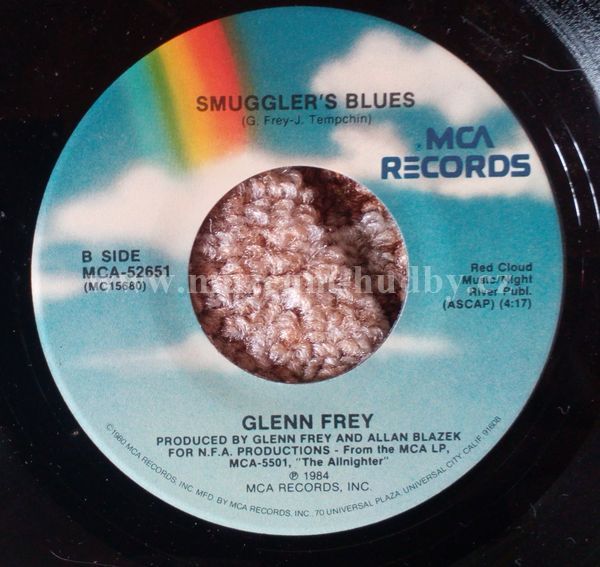 SMUGGLER'S BLUES
(G. Frey-J. Tempchin)
MCA
RECORDS
B SIDE
MCA-52651
(MC15680)
Red Cloud
Music/Night
River Publ.
(ASCAP) (4:17)
GLENN FREY
PRODUCED BY GLENN FREY AND ALLAN BLAZEK
FOR N.F.A. PRODUCTIONS - From the MCA LP,
MCA-5501, "The Allnighter"
℗ 1984
MCA RECORDS, INC.
©1980 MCA RECORDS, INC. MFD. BY MCA RECORDS, INC. 70 UNIVERSAL PLAZA, UNIVERSAL CITY, CALIF. 91608